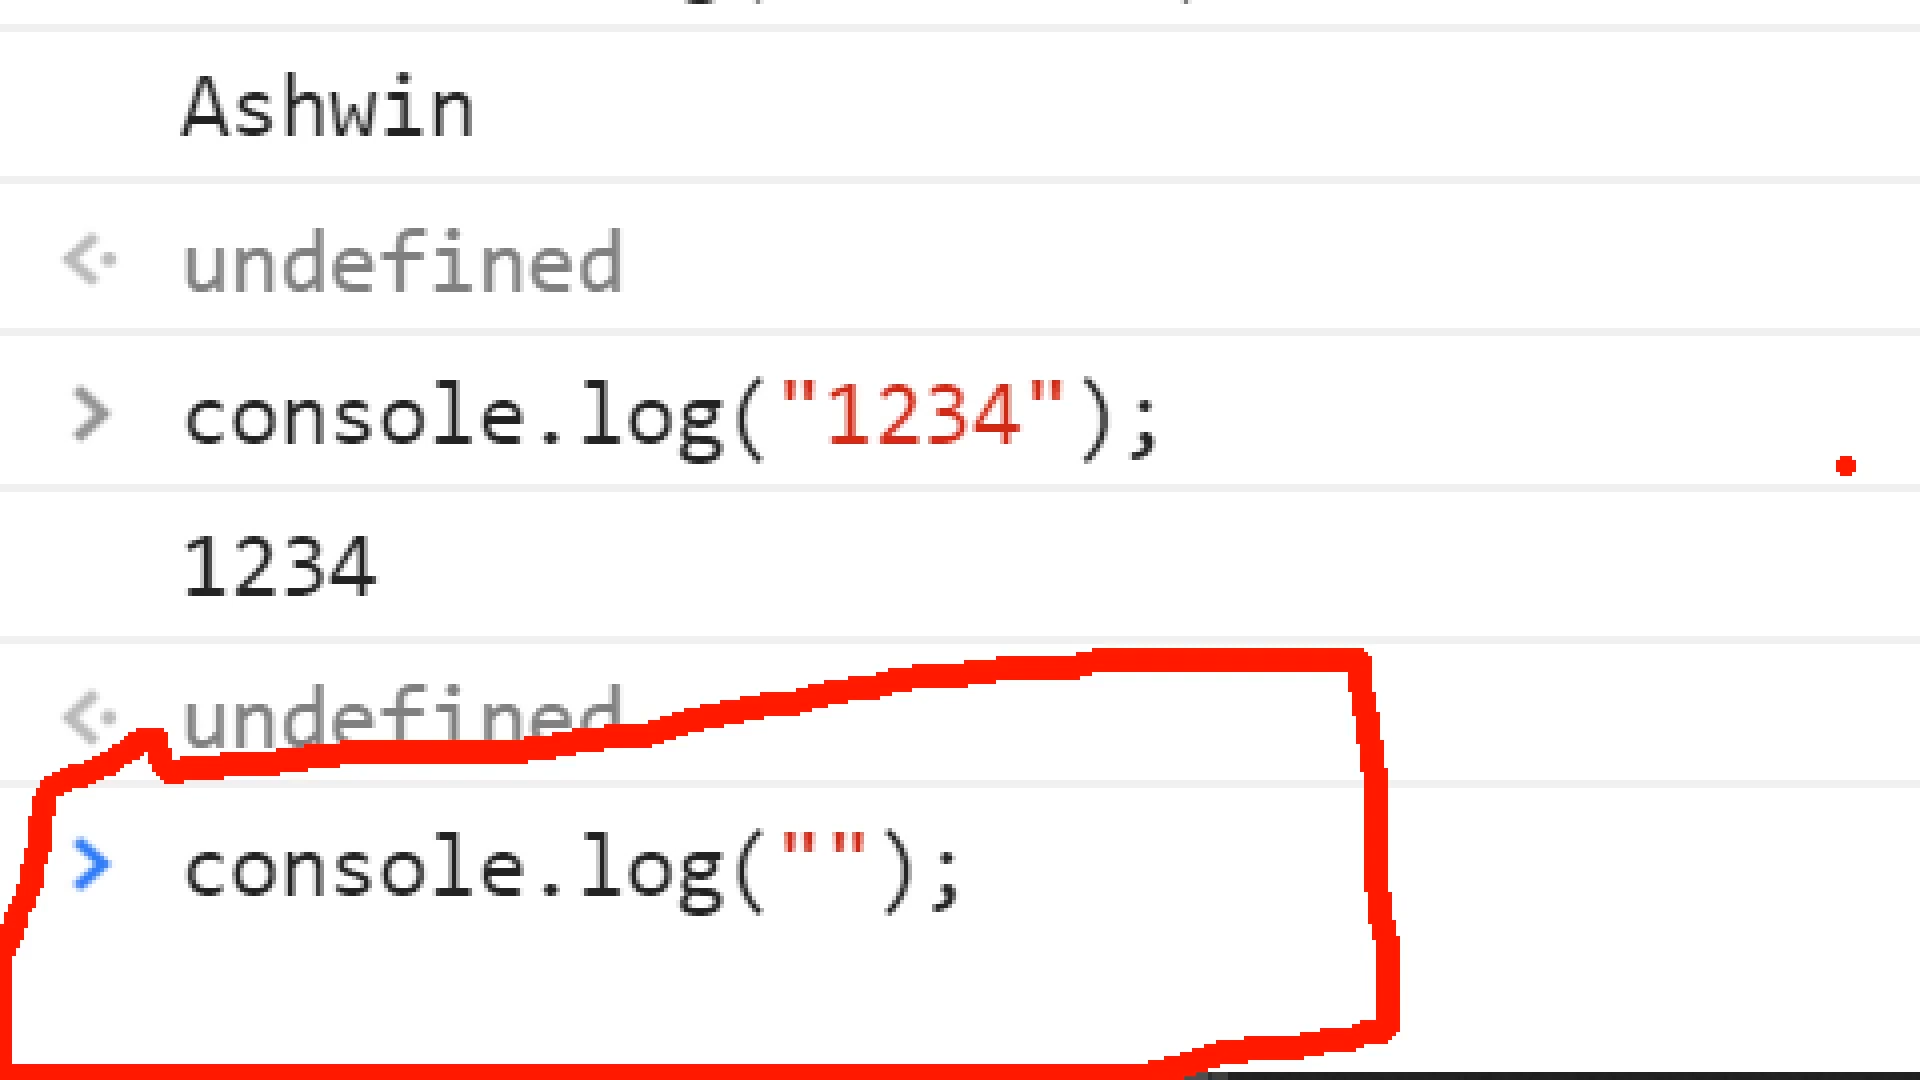 Ashwin
undefined
console.log("1234");
1234
undefined
console.log("");